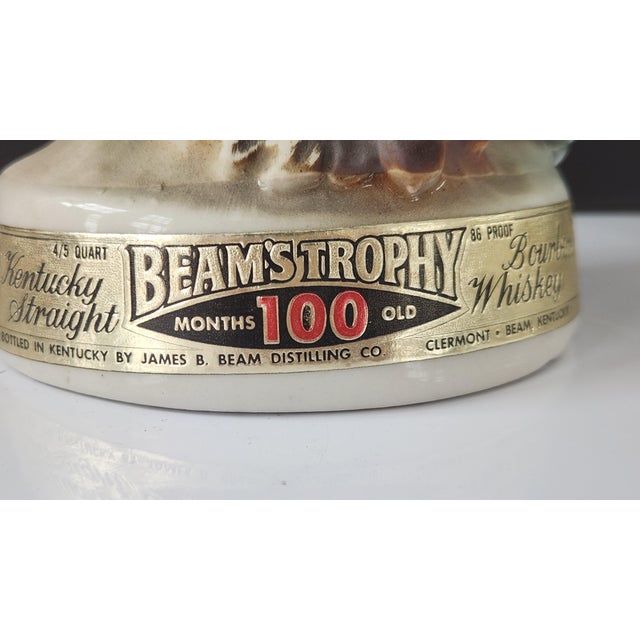 4/5 QUART
Kentucky
Straight
BEAM'S TROPHY
MONTHS 100 OLD
86 PROOF
Bourbon
Whiskey
BOTTLED IN KENTUCKY BY JAMES B. BEAM DISTILLING CO.
CLERMONT · BEAM, KENTUCKY